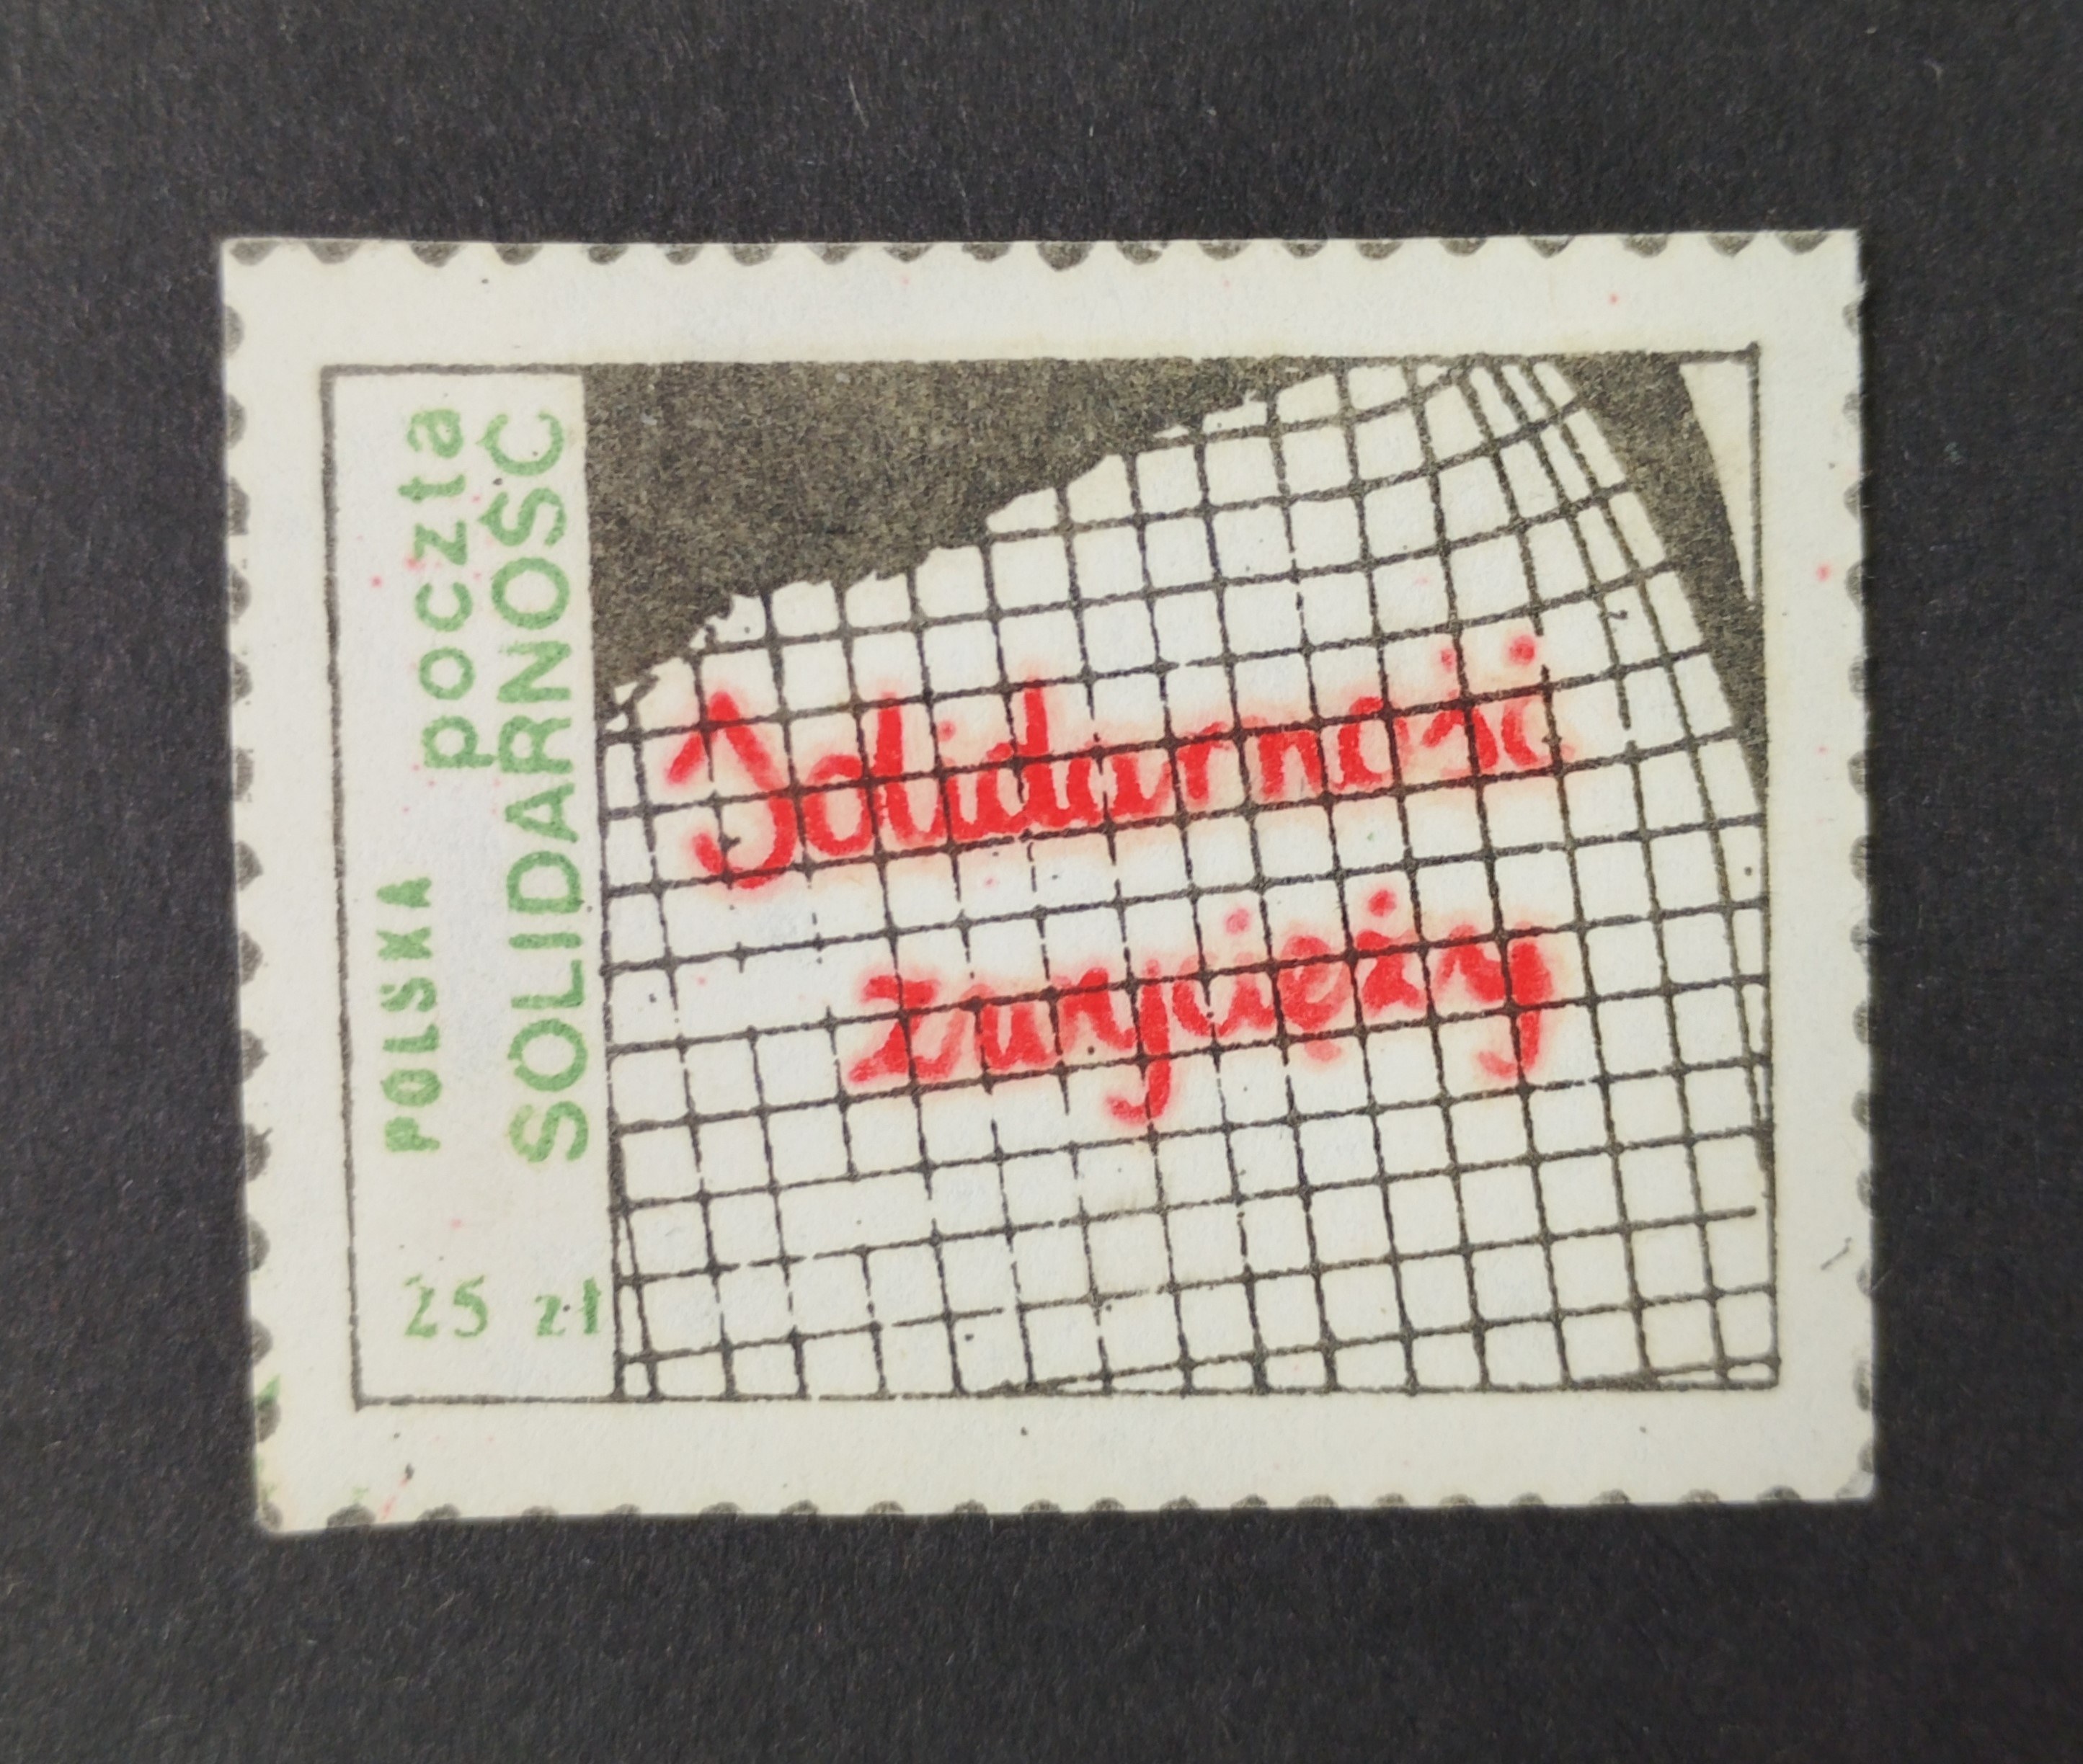 POLSKA poczta
SOLIDARNOŚĆ
25 zł
Solidarność
zwycięży